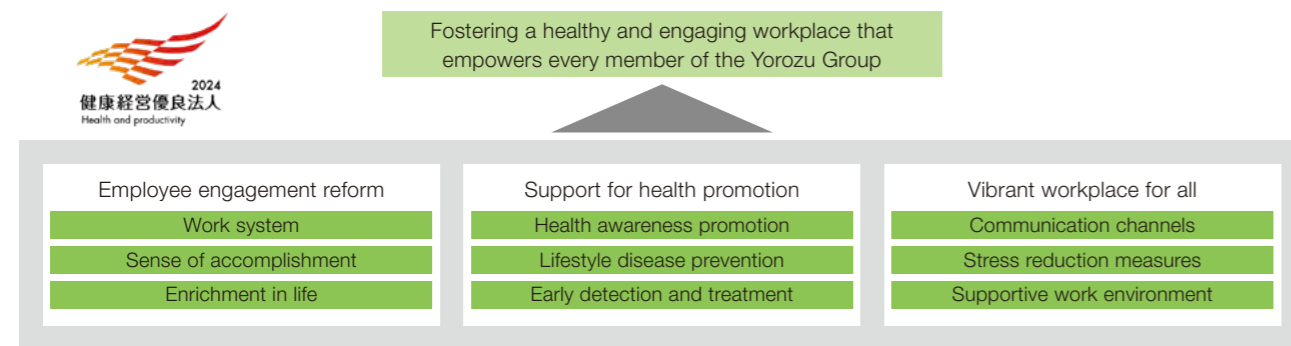 2024
健康経営優良法人
Health and productivity
Fostering a healthy and engaging workplace that
empowers every member of the Yorozu Group
Employee engagement reform
Work system
Sense of accomplishment
Enrichment in life
Support for health promotion
Health awareness promotion
Lifestyle disease prevention
Early detection and treatment
Vibrant workplace for all
Communication channels
Stress reduction measures
Supportive work environment